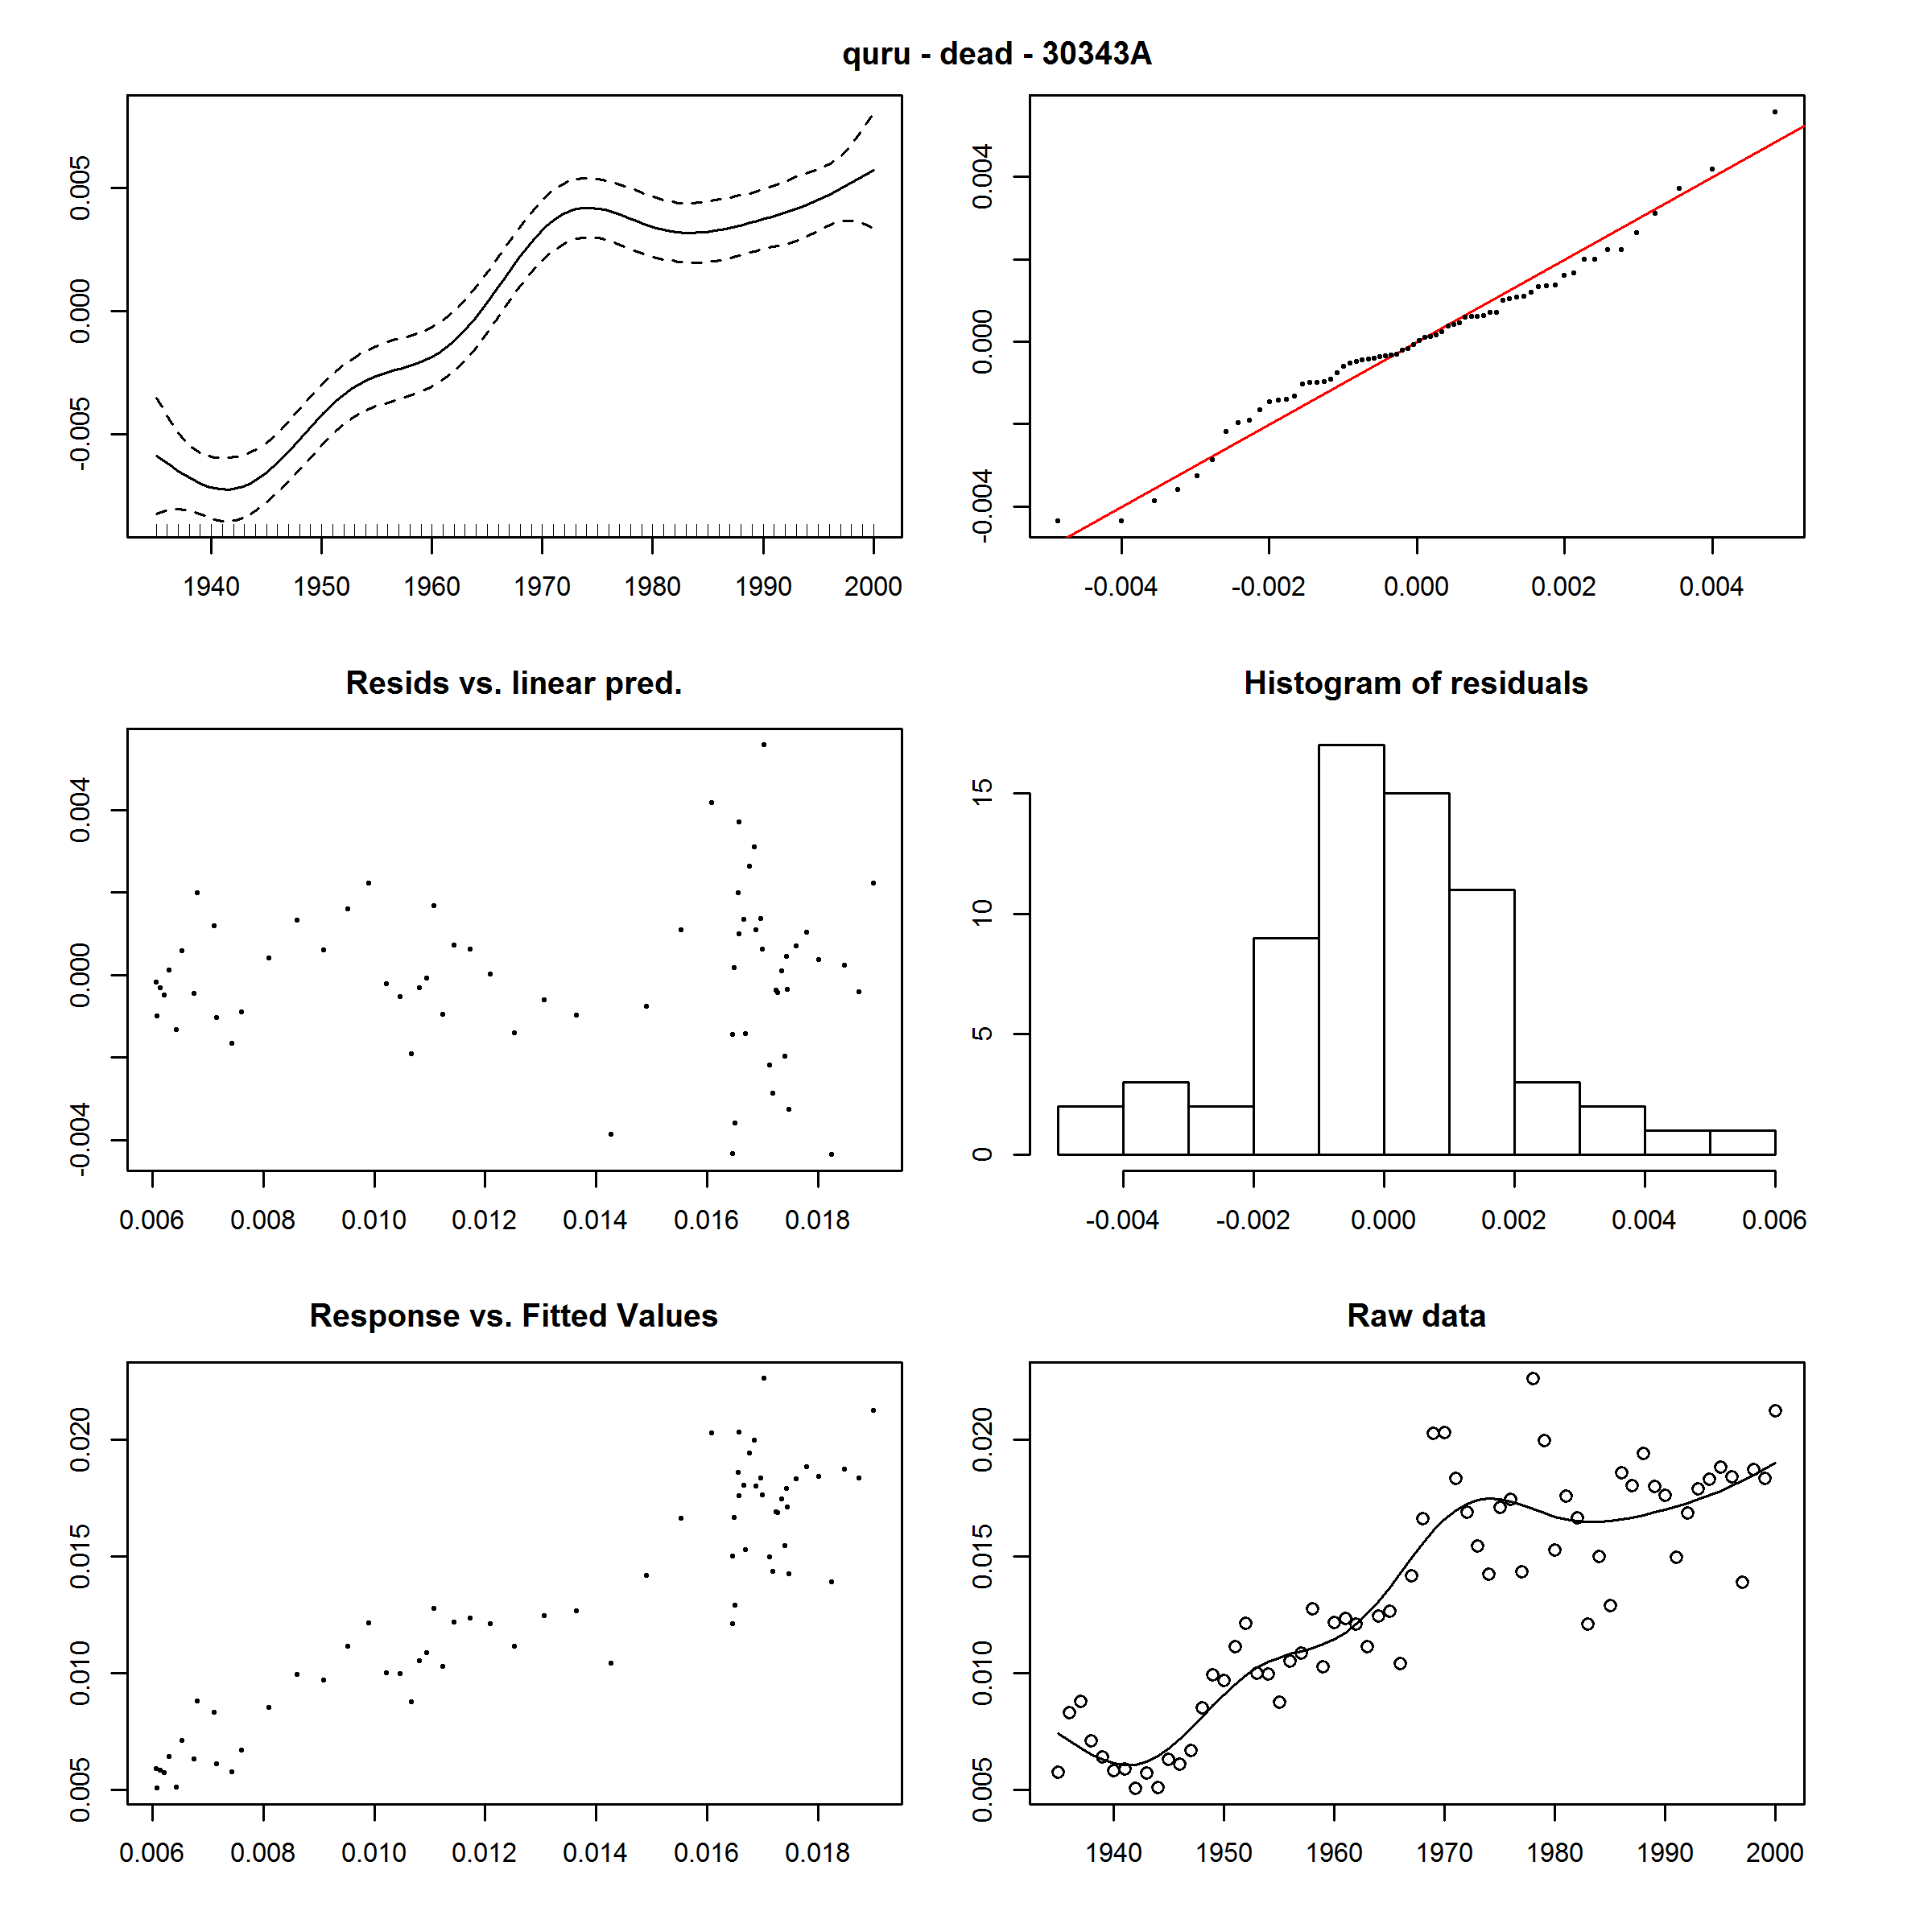 quru - dead - 30343A
0.005
0.000
-0.005
1940 1950 1960 1970 1980 1990 2000
0.004
0.000
-0.004
-0.004 -0.002 0.000 0.002 0.004
Resids vs. linear pred.
0.004
0.000
-0.004
0.006 0.008 0.010 0.012 0.014 0.016 0.018
Histogram of residuals
15
10
5
0
-0.004 -0.002 0.000 0.002 0.004 0.006
Response vs. Fitted Values
0.020
0.015
0.010
0.005
0.006 0.008 0.010 0.012 0.014 0.016 0.018
Raw data
0.020
0.015
0.010
0.005
1940 1950 1960 1970 1980 1990 2000